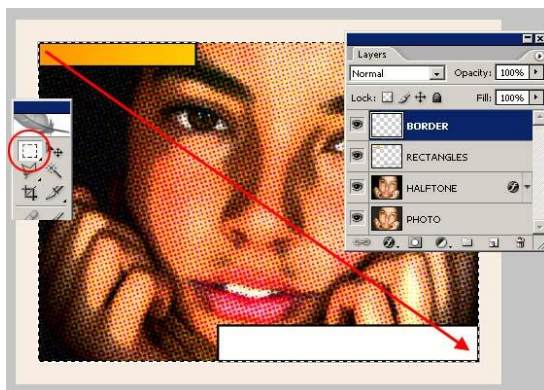 Layers
Normal Opacity: 100%
Lock: Fill: 100%
BORDER
RECTANGLES
HALFTONE
PHOTO